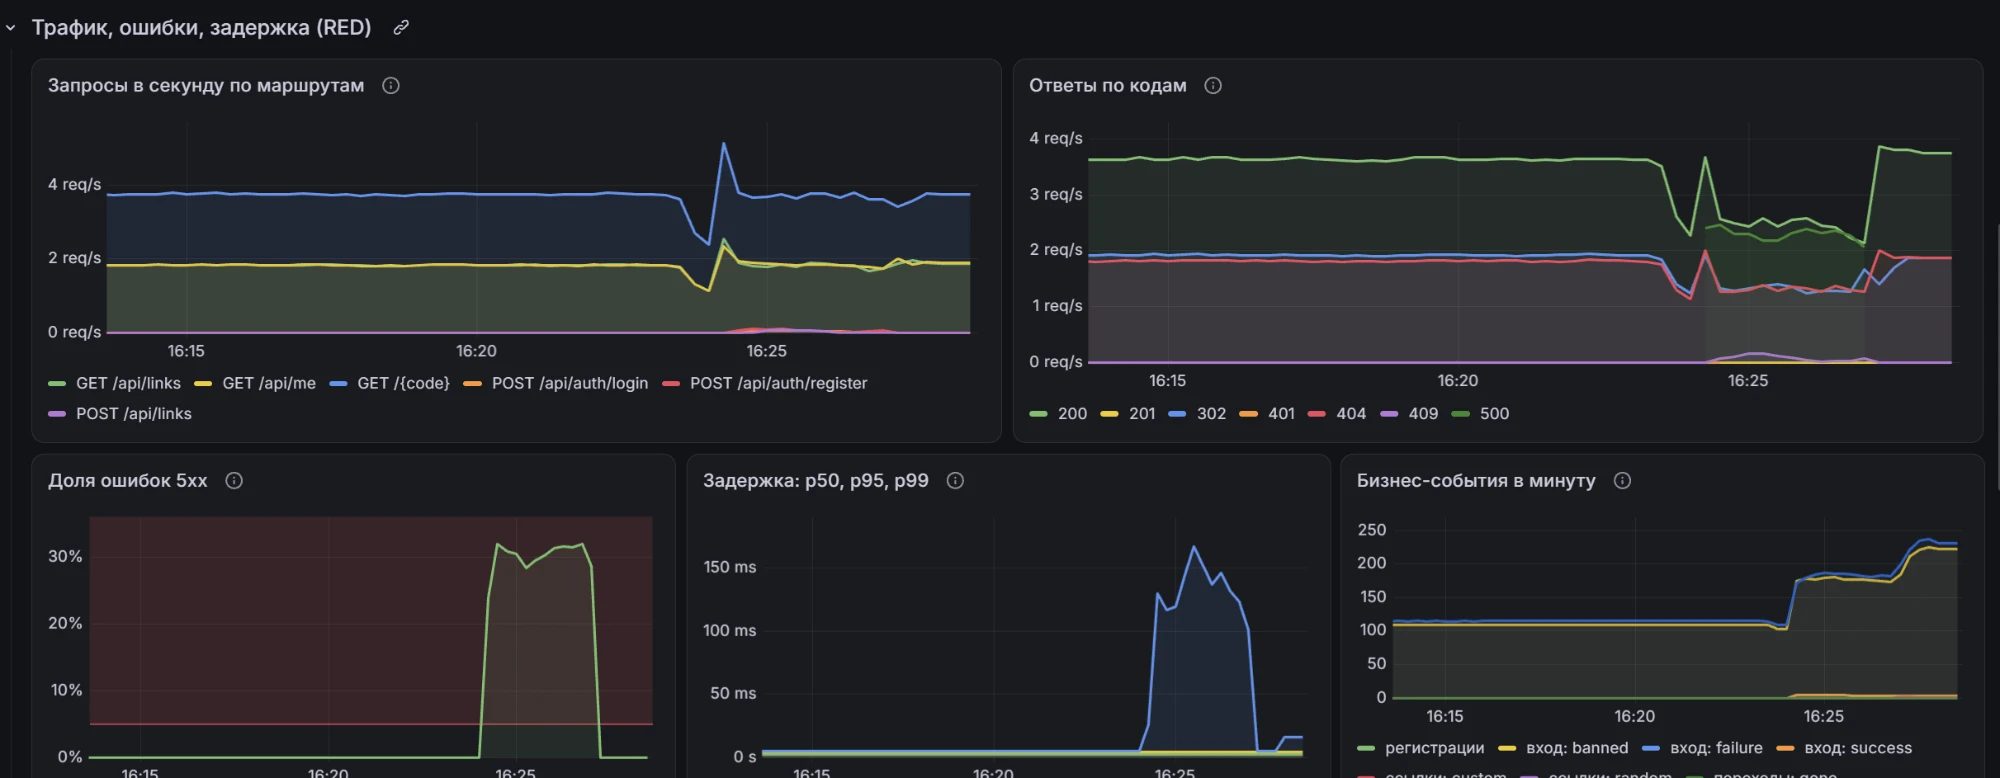 Трафик, ошибки, задержка (RED)
Запросы в секунду по маршрутам
4 req/s
2 req/s
0 req/s
16:15 16:20 16:25
GET /api/links GET /api/me GET /{code} POST /api/auth/login POST /api/auth/register
POST /api/links
Ответы по кодам
4 req/s
3 req/s
2 req/s
1 req/s
0 req/s
16:15 16:20 16:25
200 201 302 401 404 409 500
Доля ошибок 5xx
30%
20%
10%
0%
16:15 16:20 16:25
Задержка: p50, p95, p99
150 ms
100 ms
50 ms
0 s
16:15 16:20 16:25
Бизнес-события в минуту
250
200
150
100
50
0
16:15 16:20 16:25
регистрации вход: banned вход: failure вход: success
ссылки: custom ссылки: random переходы: gone